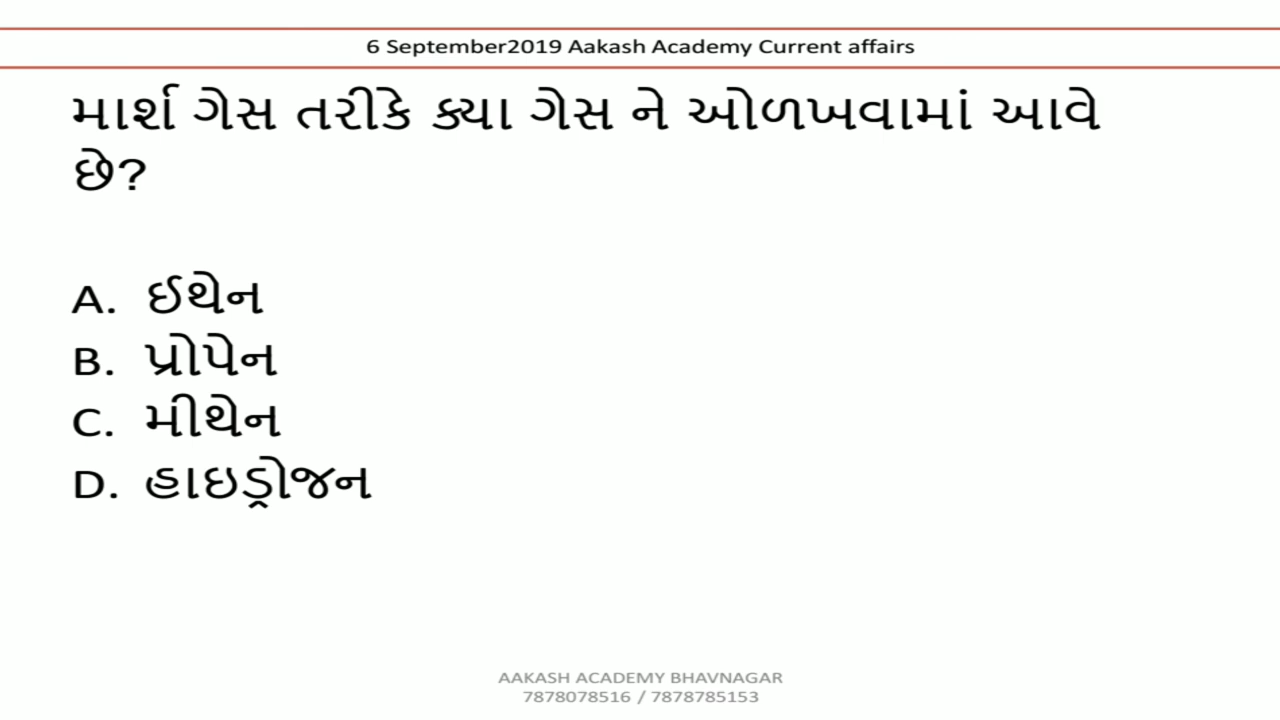 6 September2019 Aakash Academy Current affairs
માર્શ ગેસ તરીકે ક્યા ગેસ ને ઓળખવામાં આવે
છે?
A. ઈથેન
B. પ્રોપેન
C. મીથેન
D. હાઇડ્રોજન
AAKASH ACADEMY BHAVNAGAR
7878078516 / 7878785153